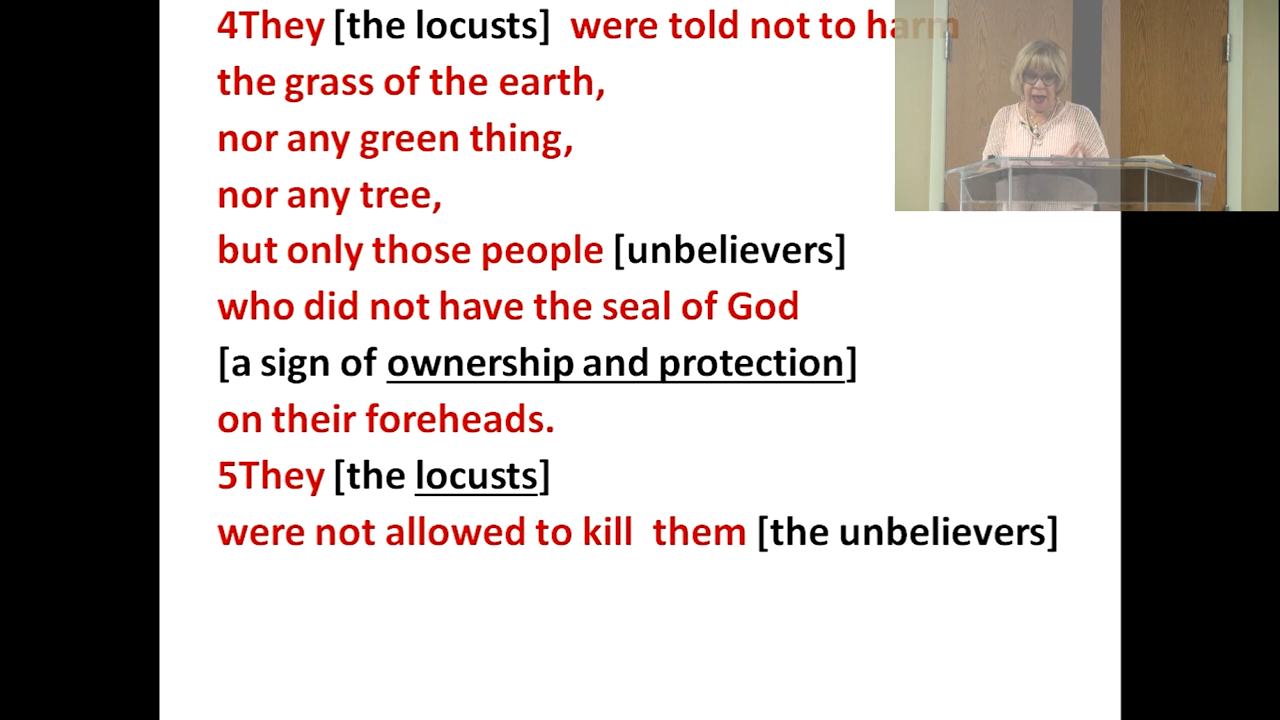 4They [the locusts] were told not to harm
the grass of the earth,
nor any green thing,
nor any tree,
but only those people [unbelievers]
who did not have the seal of God
[a sign of ownership and protection]
on their foreheads.
5They [the locusts]
were not allowed to kill them [the unbelievers]